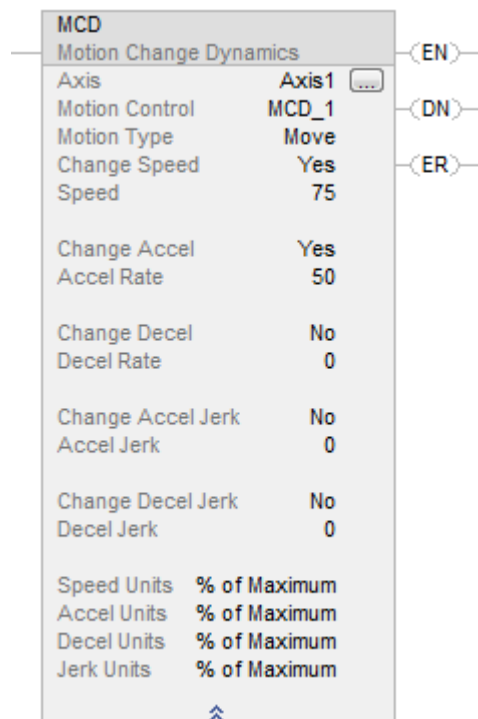 MCD
Motion Change Dynamics (EN)
Axis Axis1 ...
Motion Control MCD_1 (DN)
Motion Type Move
Change Speed Yes (ER)
Speed 75
Change Accel Yes
Accel Rate 50
Change Decel No
Decel Rate 0
Change Accel Jerk No
Accel Jerk 0
Change Decel Jerk No
Decel Jerk 0
Speed Units % of Maximum
Accel Units % of Maximum
Decel Units % of Maximum
Jerk Units % of Maximum